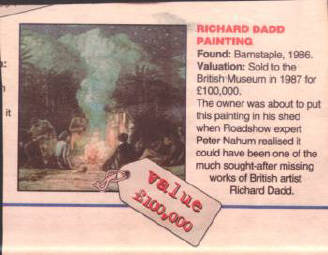 RICHARD DADD
PAINTING
Found: Barnstaple, 1986.
Valuation: Sold to the
British Museum in 1987 for
£100,000.
The owner was about to put
this painting in his shed
when Roadshow expert
Peter Nahum realised it
could have been one of the
much sought-after missing
works of British artist
Richard Dadd.
value
£100,000
it